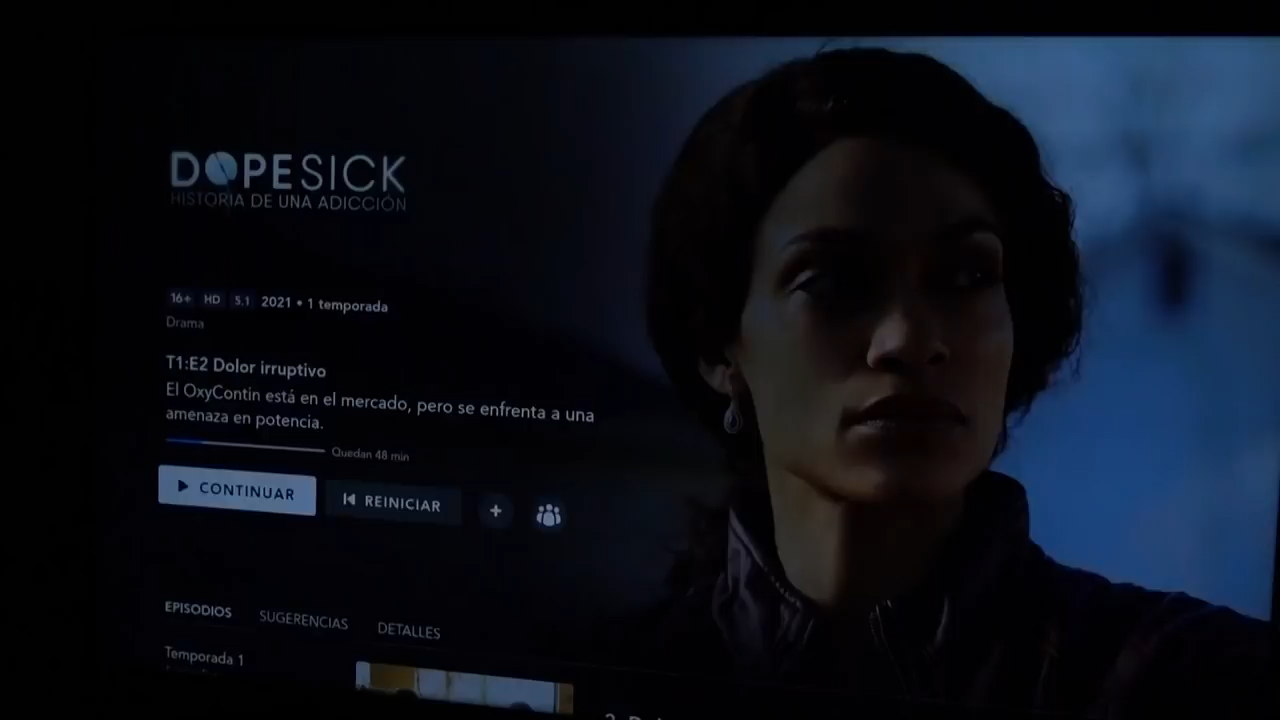 DOPESICK
HISTORIA DE UNA ADICCIÓN
16+ HD 5.1 2021 • 1 temporada
Drama
T1:E2 Dolor irruptivo
El OxyContin está en el mercado, pero se enfrenta a una
amenaza en potencia.
Quedan 48 min
CONTINUAR
REINICIAR
EPISODIOS
SUGERENCIAS
DETALLES
Temporada 1